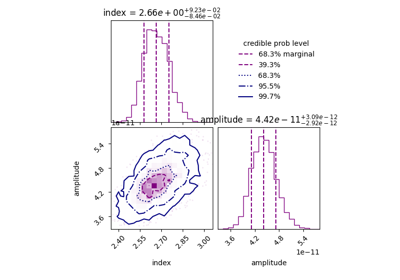 index = 2.66e+00+9.23e-02 -8.46e-02
credible prob level
68.3% marginal
39.3%
68.3%
95.5%
99.7%
1e-11
amplitude = 4.42e-11+3.09e-12 -2.92e-12
amplitude
5.4
4.8
4.2
3.6
2.40
2.55
2.70
2.85
3.00
index
3.6
4.2
4.8
5.4
1e-11
amplitude